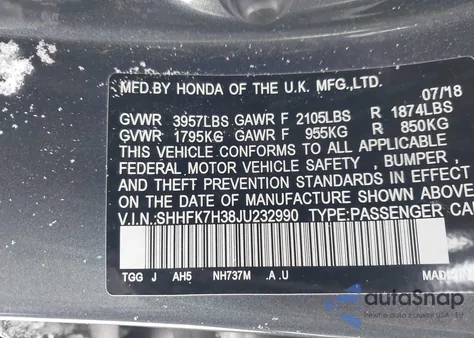 MFD.BY HONDA OF THE U.K. MFG.,LTD.
07/18
GVWR 3957LBS GAWR F 2105LBS R 1874LBS
GVWR 1795KG GAWR F 955KG R 850KG
THIS VEHICLE CONFORMS TO ALL APPLICABLE
FEDERAL MOTOR VEHICLE SAFETY , BUMPER ,
AND THEFT PREVENTION STANDARDS IN EFFECT
ON THE DATE OF MANUFACTURE SHOWN ABOVE
V.I.N:SHHFK7H38JU232990 TYPE:PASSENGER CA
TGG J AH5 NH737M .A.U MADE
autoSnap